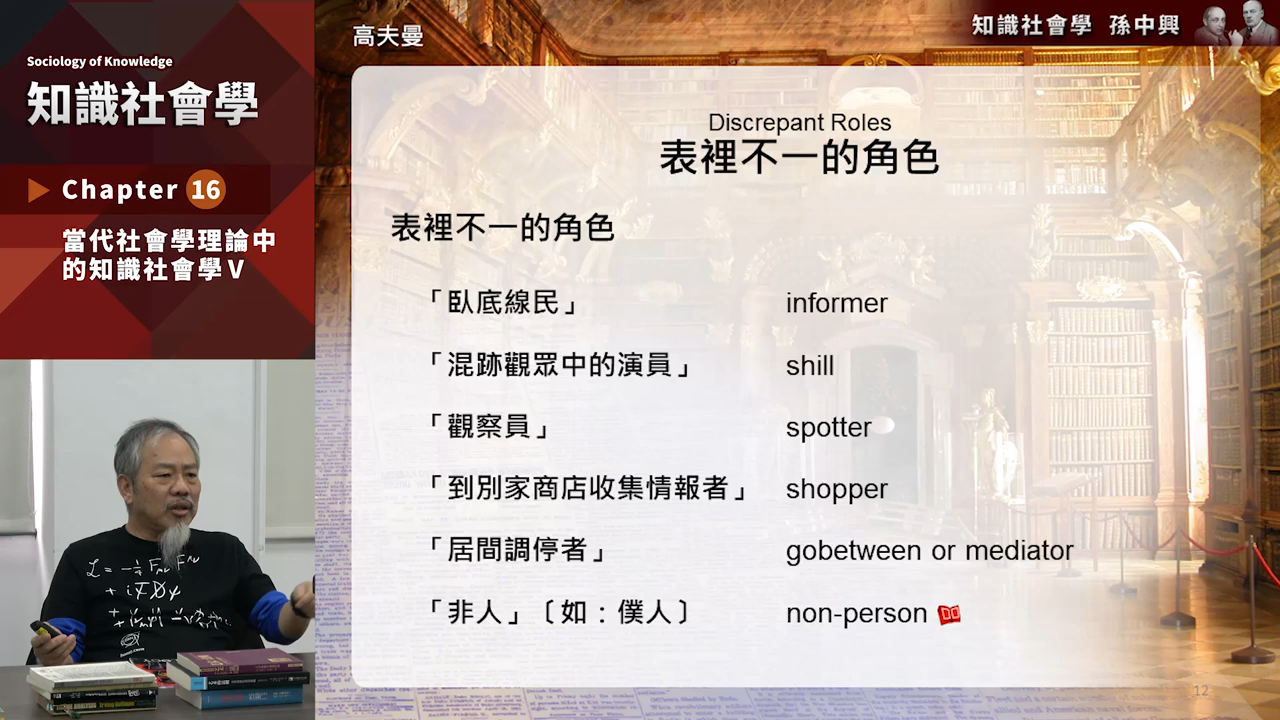 Sociology of Knowledge
知識社會學
Chapter 16
當代社會學理論中
的知識社會學 V
高夫曼
知識社會學 孫中興
Discrepant Roles
表裡不一的角色
表裡不一的角色
「臥底線民」 informer
「混跡觀眾中的演員」 shill
「觀察員」 spotter
「到別家商店收集情報者」 shopper
「居間調停者」 gobetween or mediator
「非人」〔如：僕人〕 non-person
12